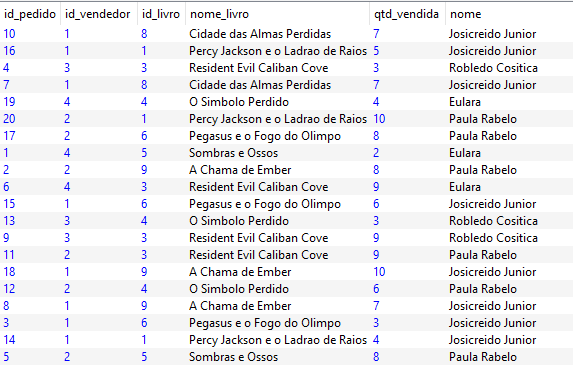 id_pedido id_vendedor id_livro nome_livro qtd_vendida nome
10 1 8 Cidade das Almas Perdidas 7 Josicreido Junior
16 1 1 Percy Jackson e o Ladrao de Raios 5 Josicreido Junior
4 3 3 Resident Evil Caliban Cove 3 Robledo Cositica
7 1 8 Cidade das Almas Perdidas 7 Josicreido Junior
19 4 4 O Simbolo Perdido 4 Eulara
20 2 1 Percy Jackson e o Ladrao de Raios 10 Paula Rabelo
17 2 6 Pegasus e o Fogo do Olimpo 8 Paula Rabelo
1 4 5 Sombras e Ossos 2 Eulara
2 2 9 A Chama de Ember 8 Paula Rabelo
6 4 3 Resident Evil Caliban Cove 9 Eulara
15 1 6 Pegasus e o Fogo do Olimpo 6 Josicreido Junior
13 3 4 O Simbolo Perdido 3 Robledo Cositica
9 3 3 Resident Evil Caliban Cove 9 Robledo Cositica
11 2 3 Resident Evil Caliban Cove 9 Paula Rabelo
18 1 9 A Chama de Ember 10 Josicreido Junior
12 2 4 O Simbolo Perdido 6 Paula Rabelo
8 1 9 A Chama de Ember 7 Josicreido Junior
3 1 6 Pegasus e o Fogo do Olimpo 3 Josicreido Junior
14 1 1 Percy Jackson e o Ladrao de Raios 4 Josicreido Junior
5 2 5 Sombras e Ossos 8 Paula Rabelo